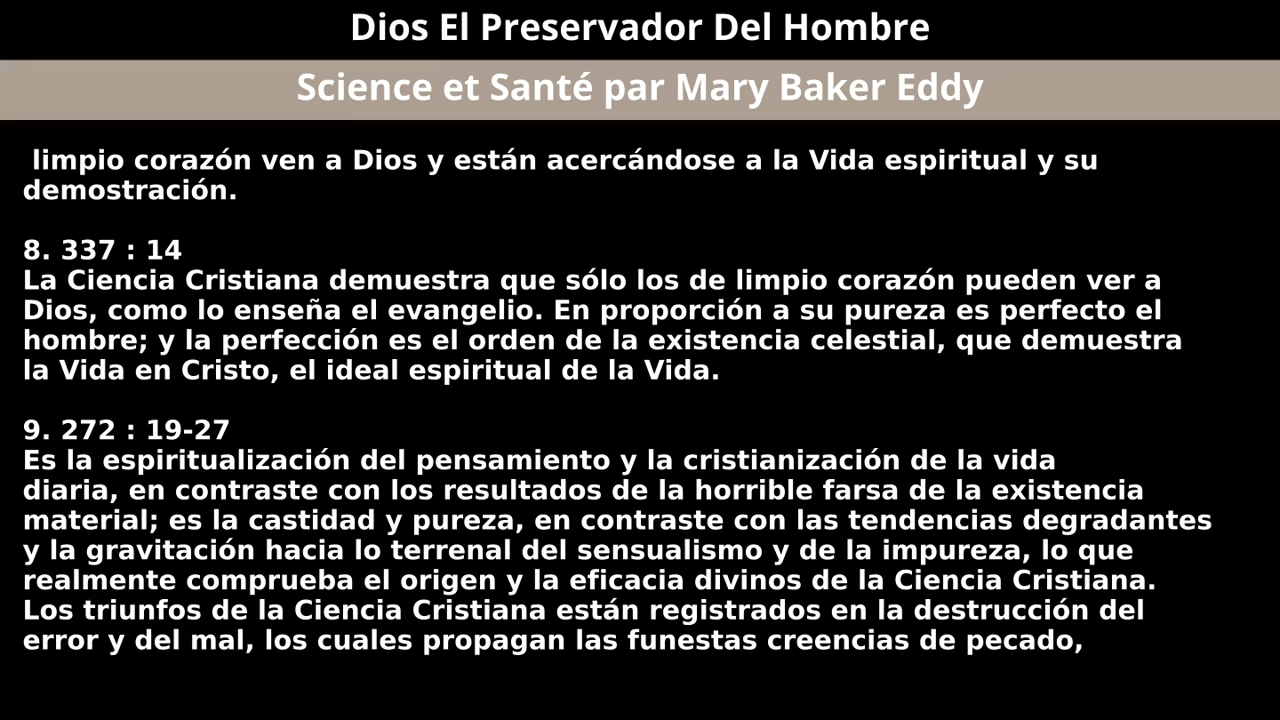 Dios El Preservador Del Hombre
Science et Santé par Mary Baker Eddy
limpio corazón ven a Dios y están acercándose a la Vida espiritual y su
demostración.
8. 337 : 14
La Ciencia Cristiana demuestra que sólo los de limpio corazón pueden ver a
Dios, como lo enseña el evangelio. En proporción a su pureza es perfecto el
hombre; y la perfección es el orden de la existencia celestial, que demuestra
la Vida en Cristo, el ideal espiritual de la Vida.
9. 272 : 19-27
Es la espiritualización del pensamiento y la cristianización de la vida
diaria, en contraste con los resultados de la horrible farsa de la existencia
material; es la castidad y pureza, en contraste con las tendencias degradantes
y la gravitación hacia lo terrenal del sensualismo y de la impureza, lo que
realmente comprueba el origen y la eficacia divinos de la Ciencia Cristiana.
Los triunfos de la Ciencia Cristiana están registrados en la destrucción del
error y del mal, los cuales propagan las funestas creencias de pecado,